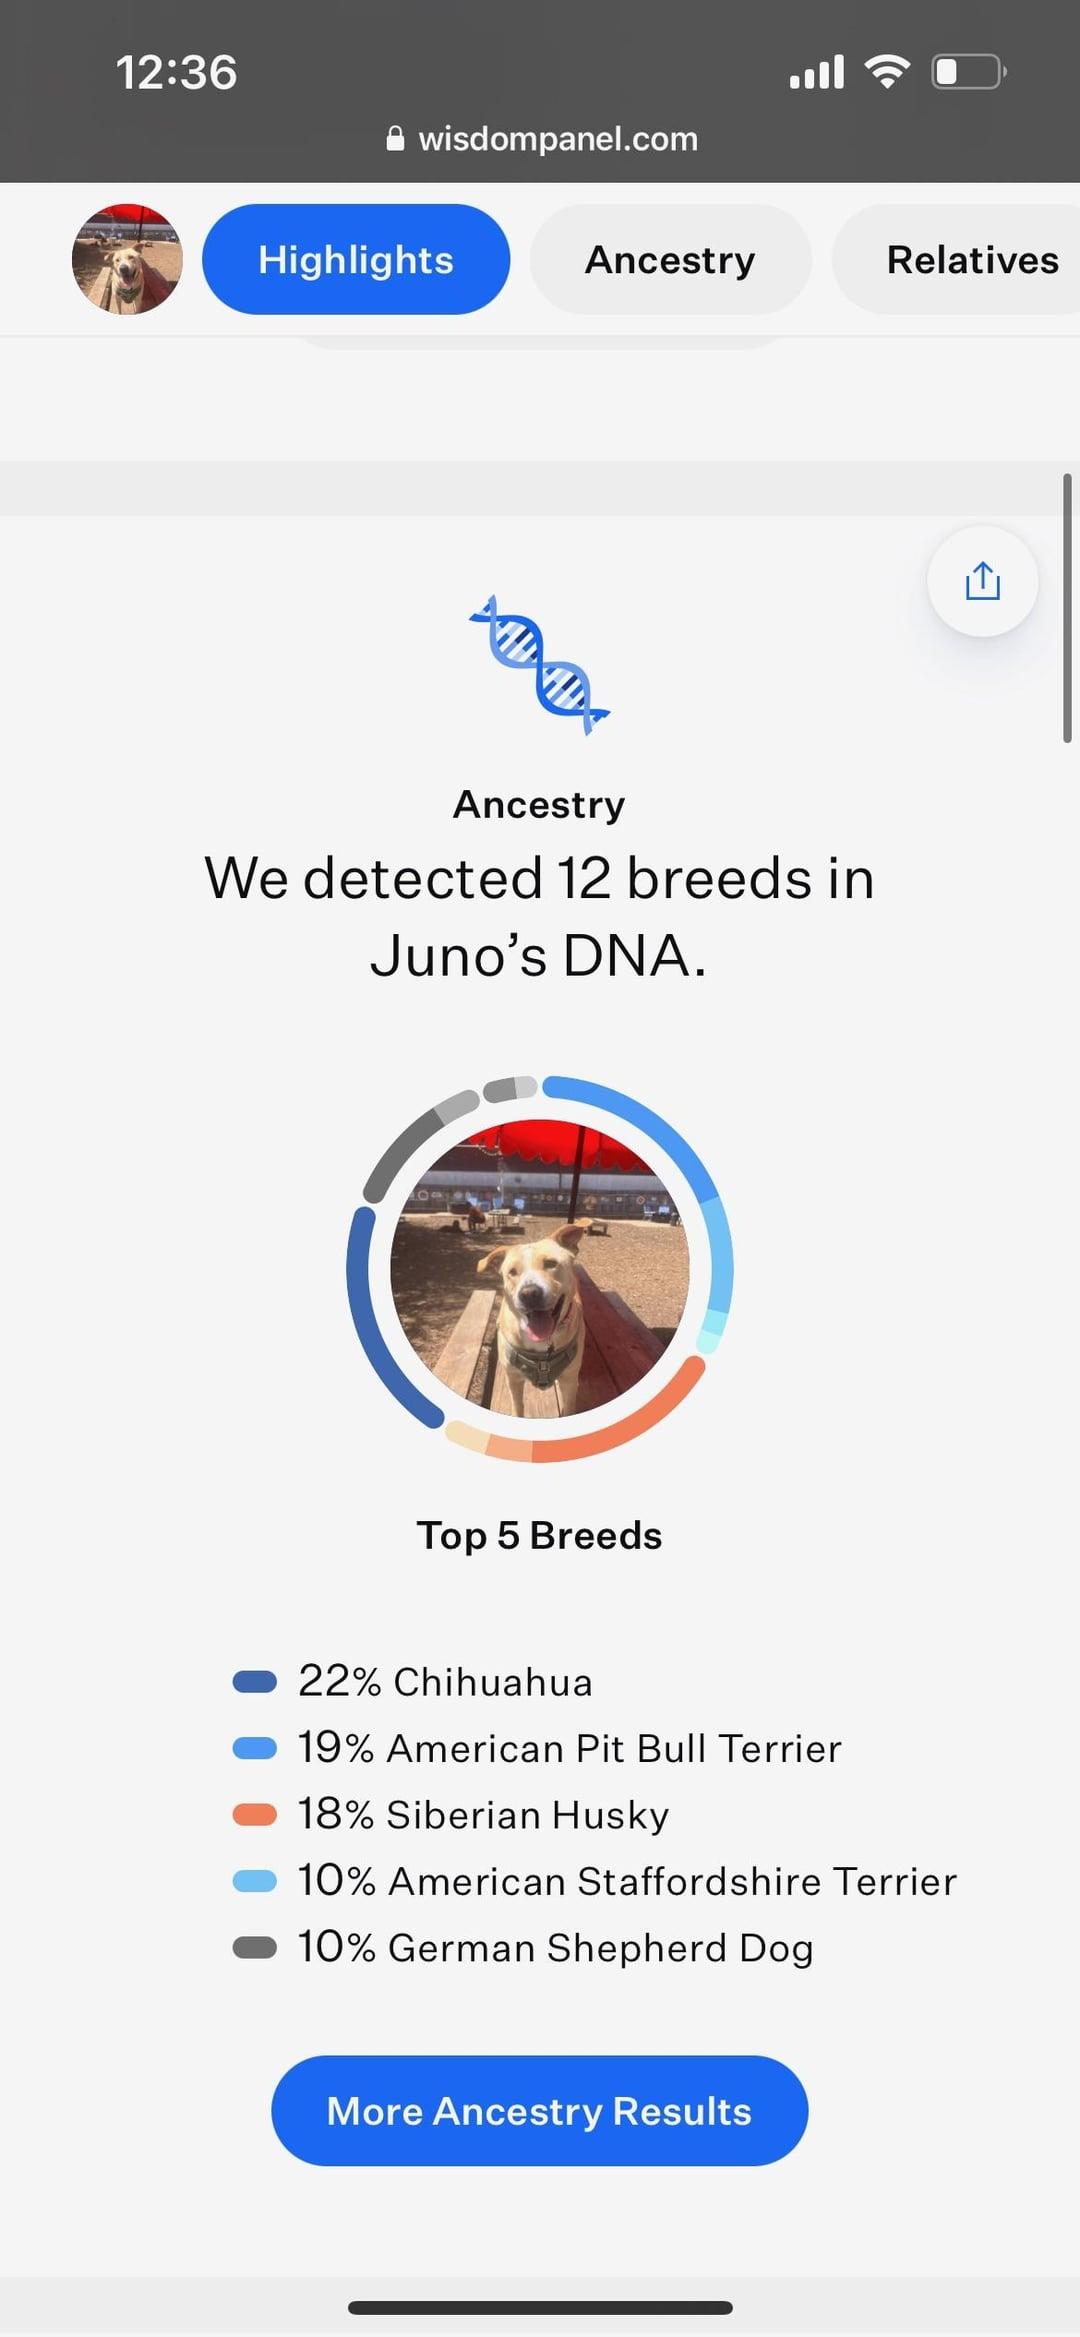 12:36
wisdompanel.com
Highlights
Ancestry
Relatives
Ancestry
We detected 12 breeds in
Juno’s DNA.
Top 5 Breeds
22% Chihuahua
19% American Pit Bull Terrier
18% Siberian Husky
10% American Staffordshire Terrier
10% German Shepherd Dog
More Ancestry Results